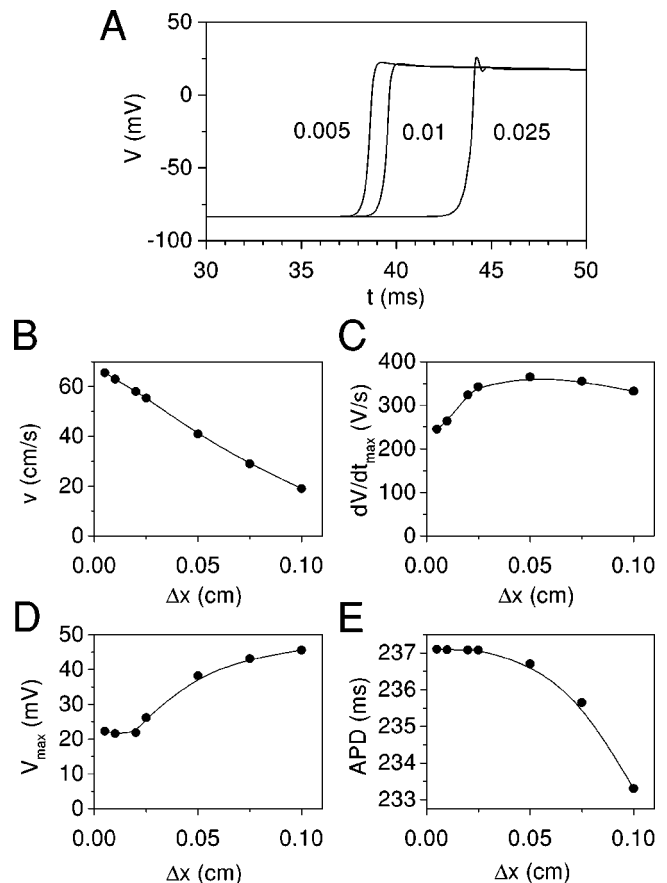 A
V (mV)
50
0
-50
-100
0.005
0.01
0.025
30
35
40
45
50
t (ms)
B
v (cm/s)
60
40
20
0
0.00
0.05
0.10
Δx (cm)
C
dV/dt_max (V/s)
400
300
200
100
0
0.00
0.05
0.10
Δx (cm)
D
V_max (mV)
50
40
30
20
10
0
0.00
0.05
0.10
Δx (cm)
E
APD (ms)
237
236
235
234
233
0.00
0.05
0.10
Δx (cm)